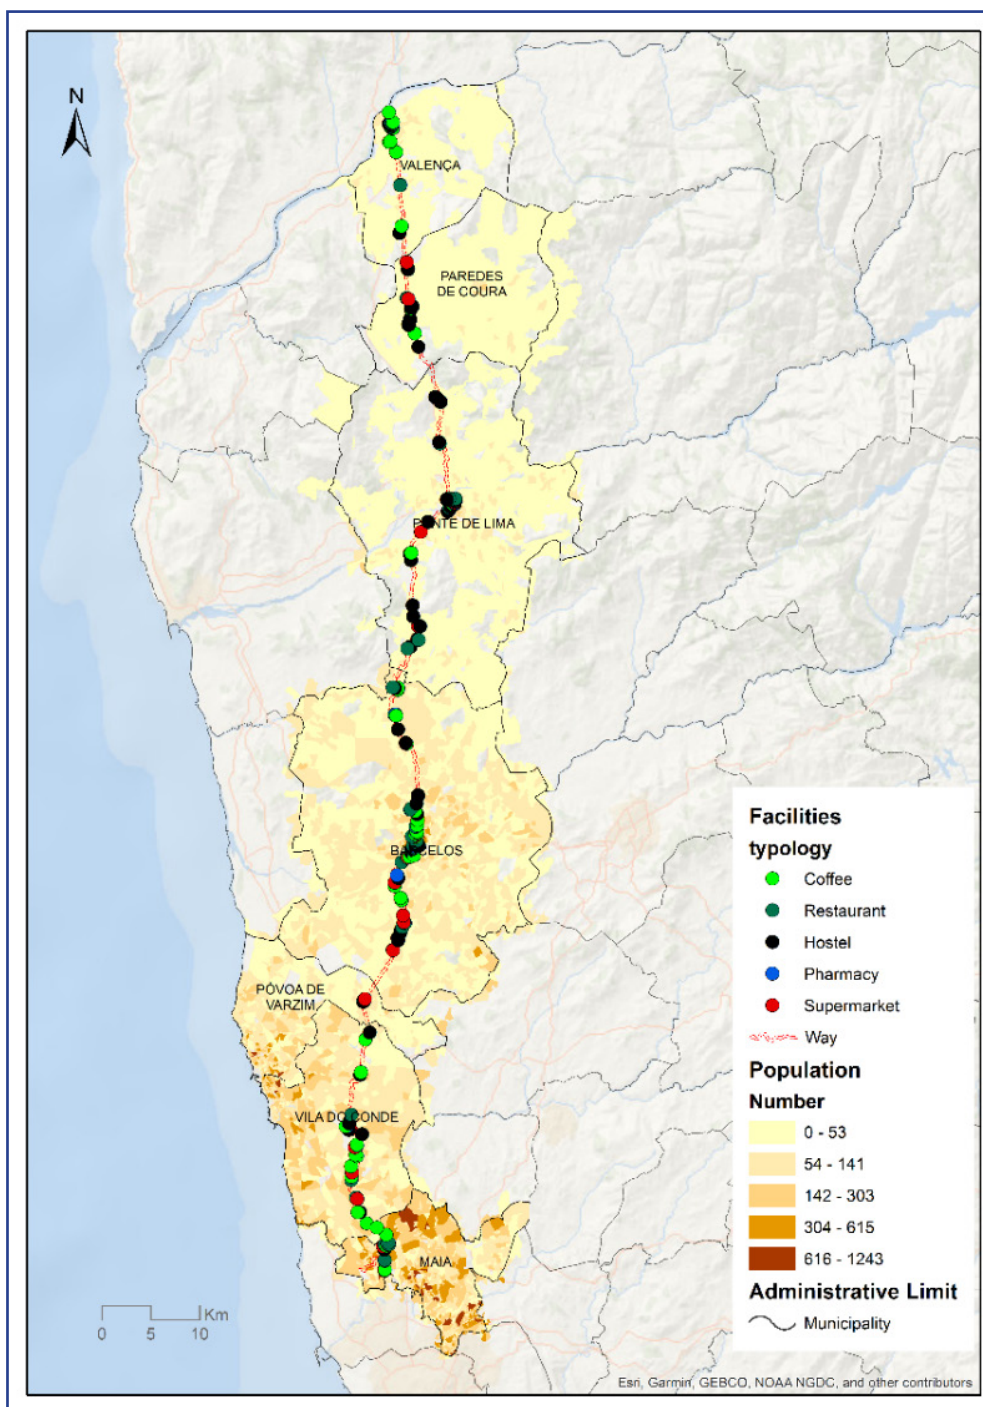 N
VALENÇA
PAREDES
DE COURA
PONTE DE LIMA
BARCELOS
PÓVOA DE
VARZIM
VILA DO CONDE
MAIA
Facilities
typology
Coffee
Restaurant
Hostel
Pharmacy
Supermarket
Way
Population
Number
0 - 53
54 - 141
142 - 303
304 - 615
616 - 1243
Administrative Limit
Municipality
Km
0 5 10
Esri, Garmin, GEBCO, NOAA NGDC, and other contributors